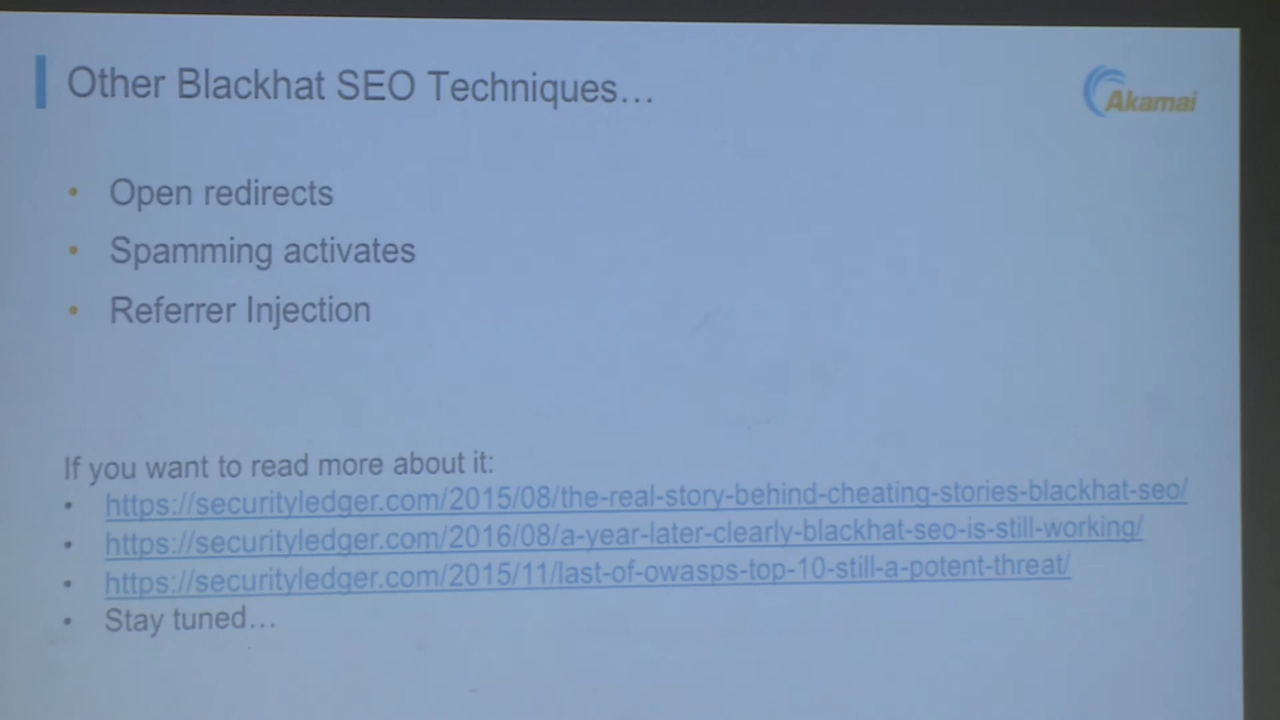 Other Blackhat SEO Techniques…
Akamai
• Open redirects
• Spamming activates
• Referrer Injection
If you want to read more about it:
• https://securityledger.com/2015/08/the-real-story-behind-cheating-stories-blackhat-seo/
• https://securityledger.com/2016/08/a-year-later-clearly-blackhat-seo-is-still-working/
• https://securityledger.com/2015/11/last-of-owasps-top-10-still-a-potent-threat/
• Stay tuned…